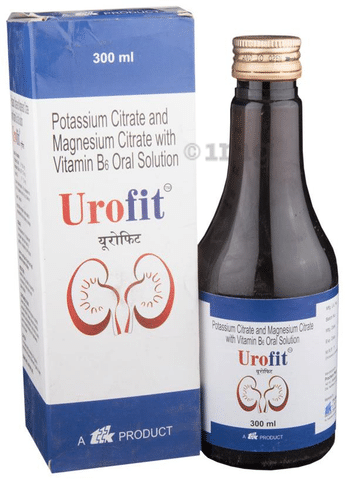 300 ml
Potassium Citrate and
Magnesium Citrate with
Vitamin B6 Oral Solution
Urofit
यूरोफिट
A PRODUCT
Potassium Citrate and Magnesium Citrate
with Vitamin B6 Oral Solution
Urofit
यूरोफिट
300 ml
A PRODUCT